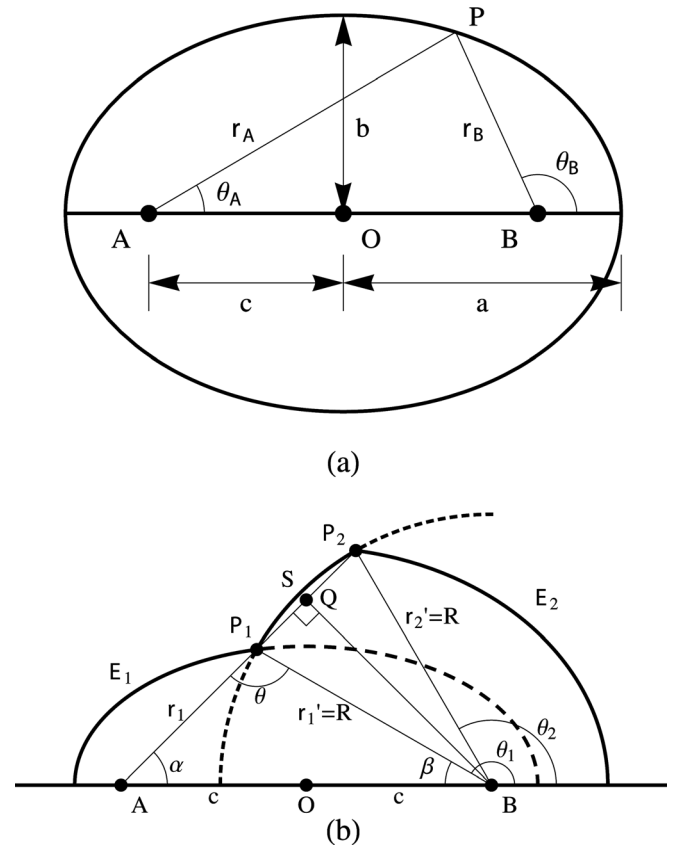 P
r_A
b
r_B
θ_B
θ_A
A
O
B
c
a
(a)
P_2
S
Q
E_2
P_1
r_2'=R
E_1
r_1
θ
r_1'=R
θ_2
θ_1
α
β
A
c
O
c
B
(b)